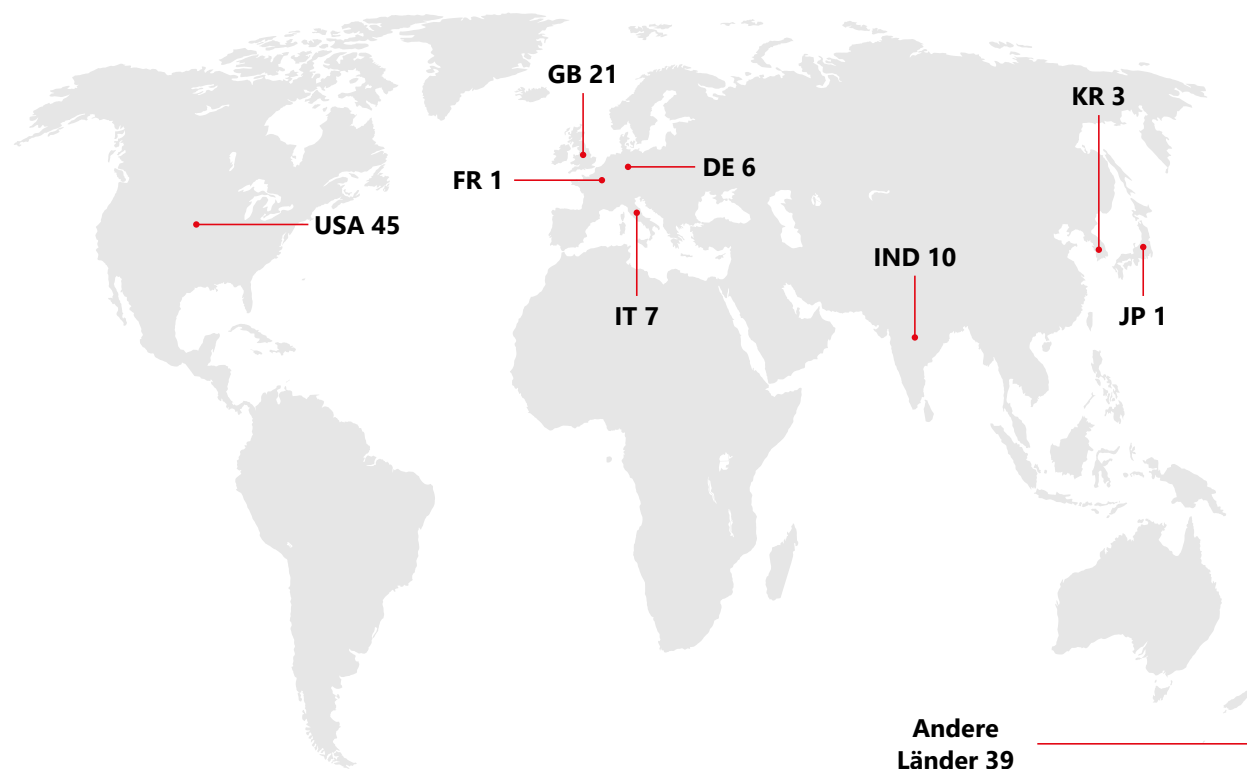 GB 21
KR 3
FR 1
DE 6
USA 45
IND 10
IT 7
JP 1
Andere
Länder 39